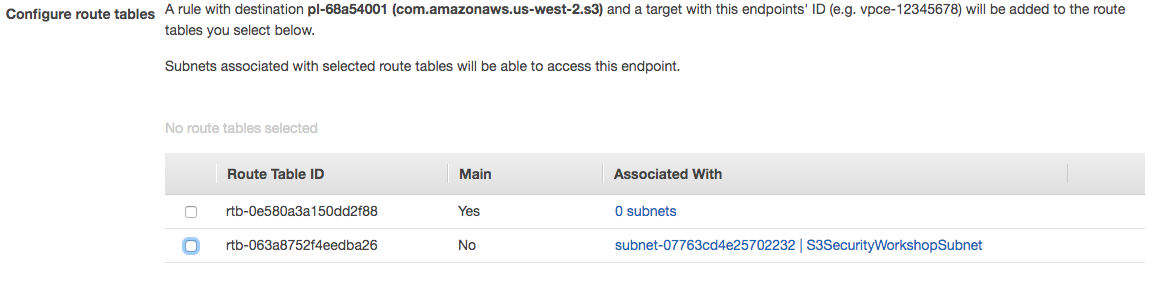 Configure route tables
A rule with destination pl-68a54001 (com.amazonaws.us-west-2.s3) and a target with this endpoints' ID (e.g. vpce-12345678) will be added to the route
tables you select below.
Subnets associated with selected route tables will be able to access this endpoint.
No route tables selected
Route Table ID Main Associated With
rtb-0e580a3a150dd2f88 Yes 0 subnets
rtb-063a8752f4eedba26 No subnet-07763cd4e25702232 | S3SecurityWorkshopSubnet